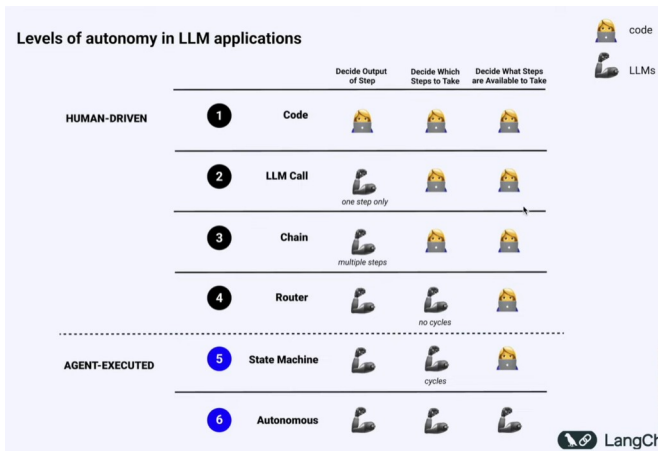 code
Levels of autonomy in LLM applications
LLMs
Decide Output
of Step
Decide Which
Steps to Take
Decide What Steps
are Available to Take
HUMAN-DRIVEN
1
Code
2
LLM Call
one step only
3
Chain
multiple steps
4
Router
no cycles
AGENT-EXECUTED
5
State Machine
cycles
6
Autonomous
LangCh